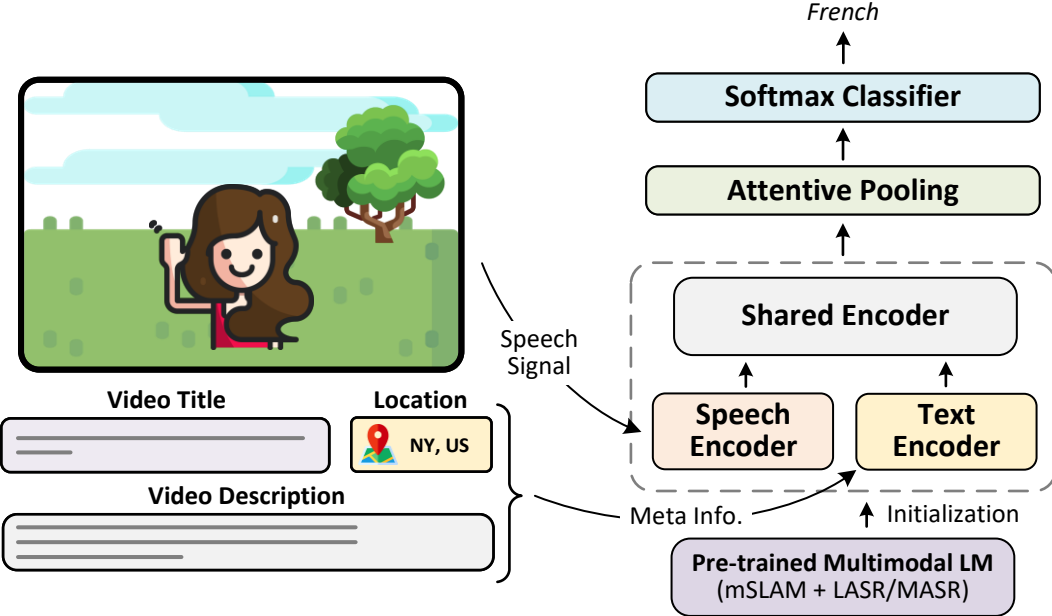 French
Softmax Classifier
Attentive Pooling
Shared Encoder
Speech
Encoder
Text
Encoder
Speech
Signal
Video Title
Location
NY, US
Video Description
Meta Info.
Initialization
Pre-trained Multimodal LM
(mSLAM + LASR/MASR)